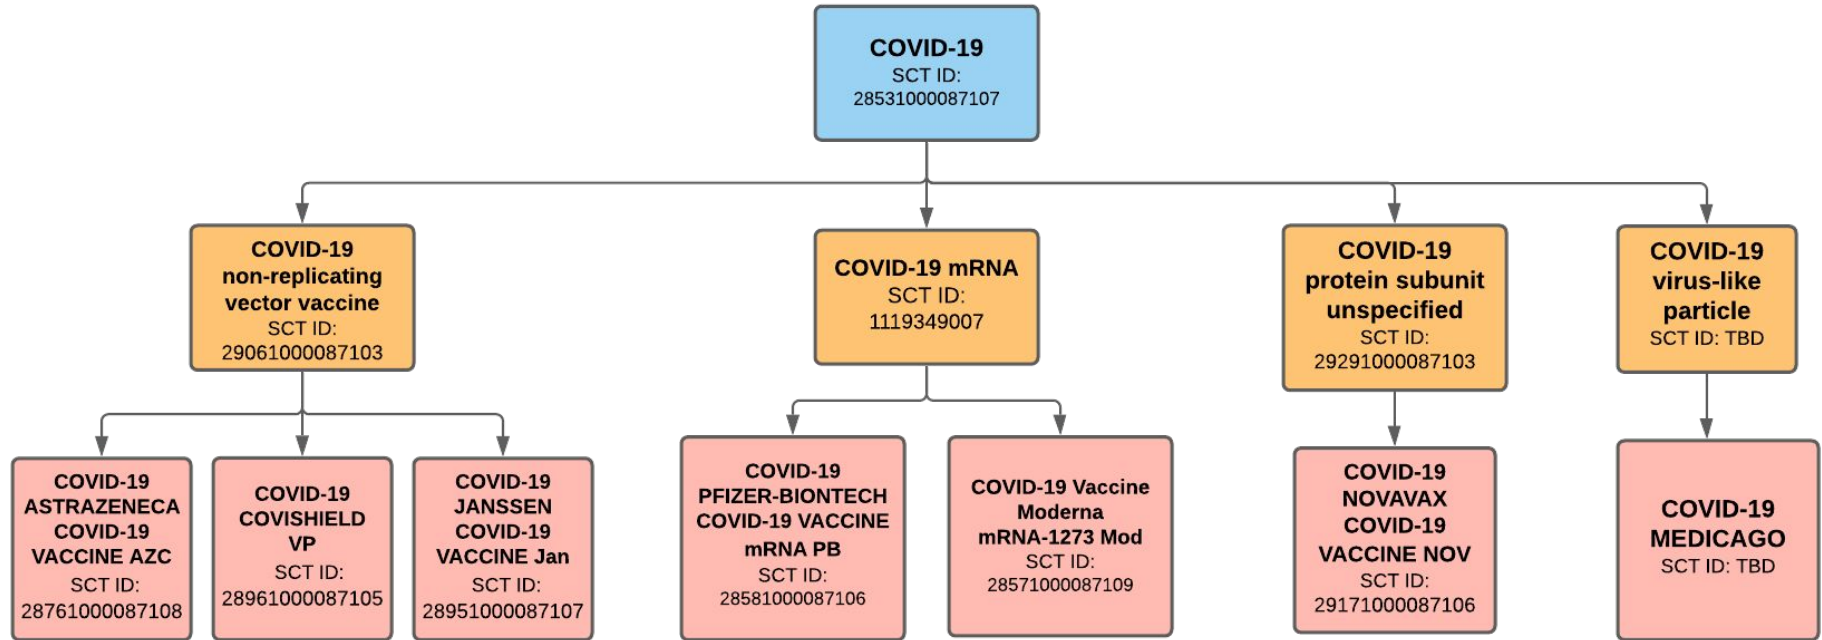 COVID-19
SCT ID:
28531000087107
COVID-19
non-replicating
vector vaccine
SCT ID:
29061000087103
COVID-19 mRNA
SCT ID:
1119349007
COVID-19
protein subunit
unspecified
SCT ID:
29291000087103
COVID-19
virus-like
particle
SCT ID: TBD
COVID-19
ASTRAZENECA
COVID-19
VACCINE AZC
SCT ID:
28761000087108
COVID-19
COVISHIELD
VP
SCT ID:
28961000087105
COVID-19
JANSSEN
COVID-19
VACCINE Jan
SCT ID:
28951000087107
COVID-19
PFIZER-BIONTECH
COVID-19 VACCINE
mRNA PB
SCT ID:
28581000087106
COVID-19 Vaccine
Moderna
mRNA-1273 Mod
SCT ID:
28571000087109
COVID-19
NOVAVAX
COVID-19
VACCINE NOV
SCT ID:
29171000087106
COVID-19
MEDICAGO
SCT ID: TBD